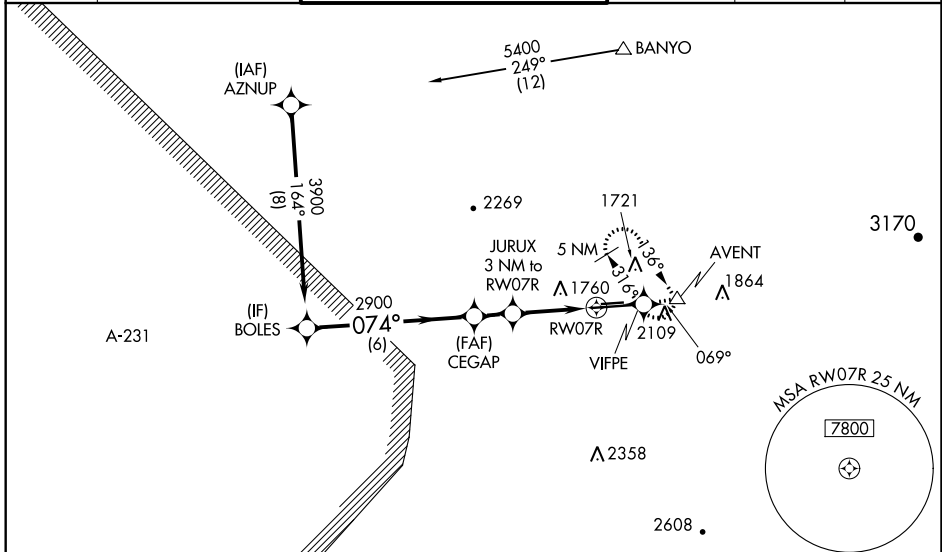 5400
249°
(12)
BANYO
(IAF)
AZNUP
3900
164°
(8)
2269
1721
3170
5 NM
136°
316°
AVENT
JURUX
3 NM to
RW07R
1760
1864
2900
074°
(6)
(IF)
BOLES
A-231
(FAF)
CEGAP
RW07R
VIFPE
2109
069°
MSA RW07R 25 NM
7800
2358
2608